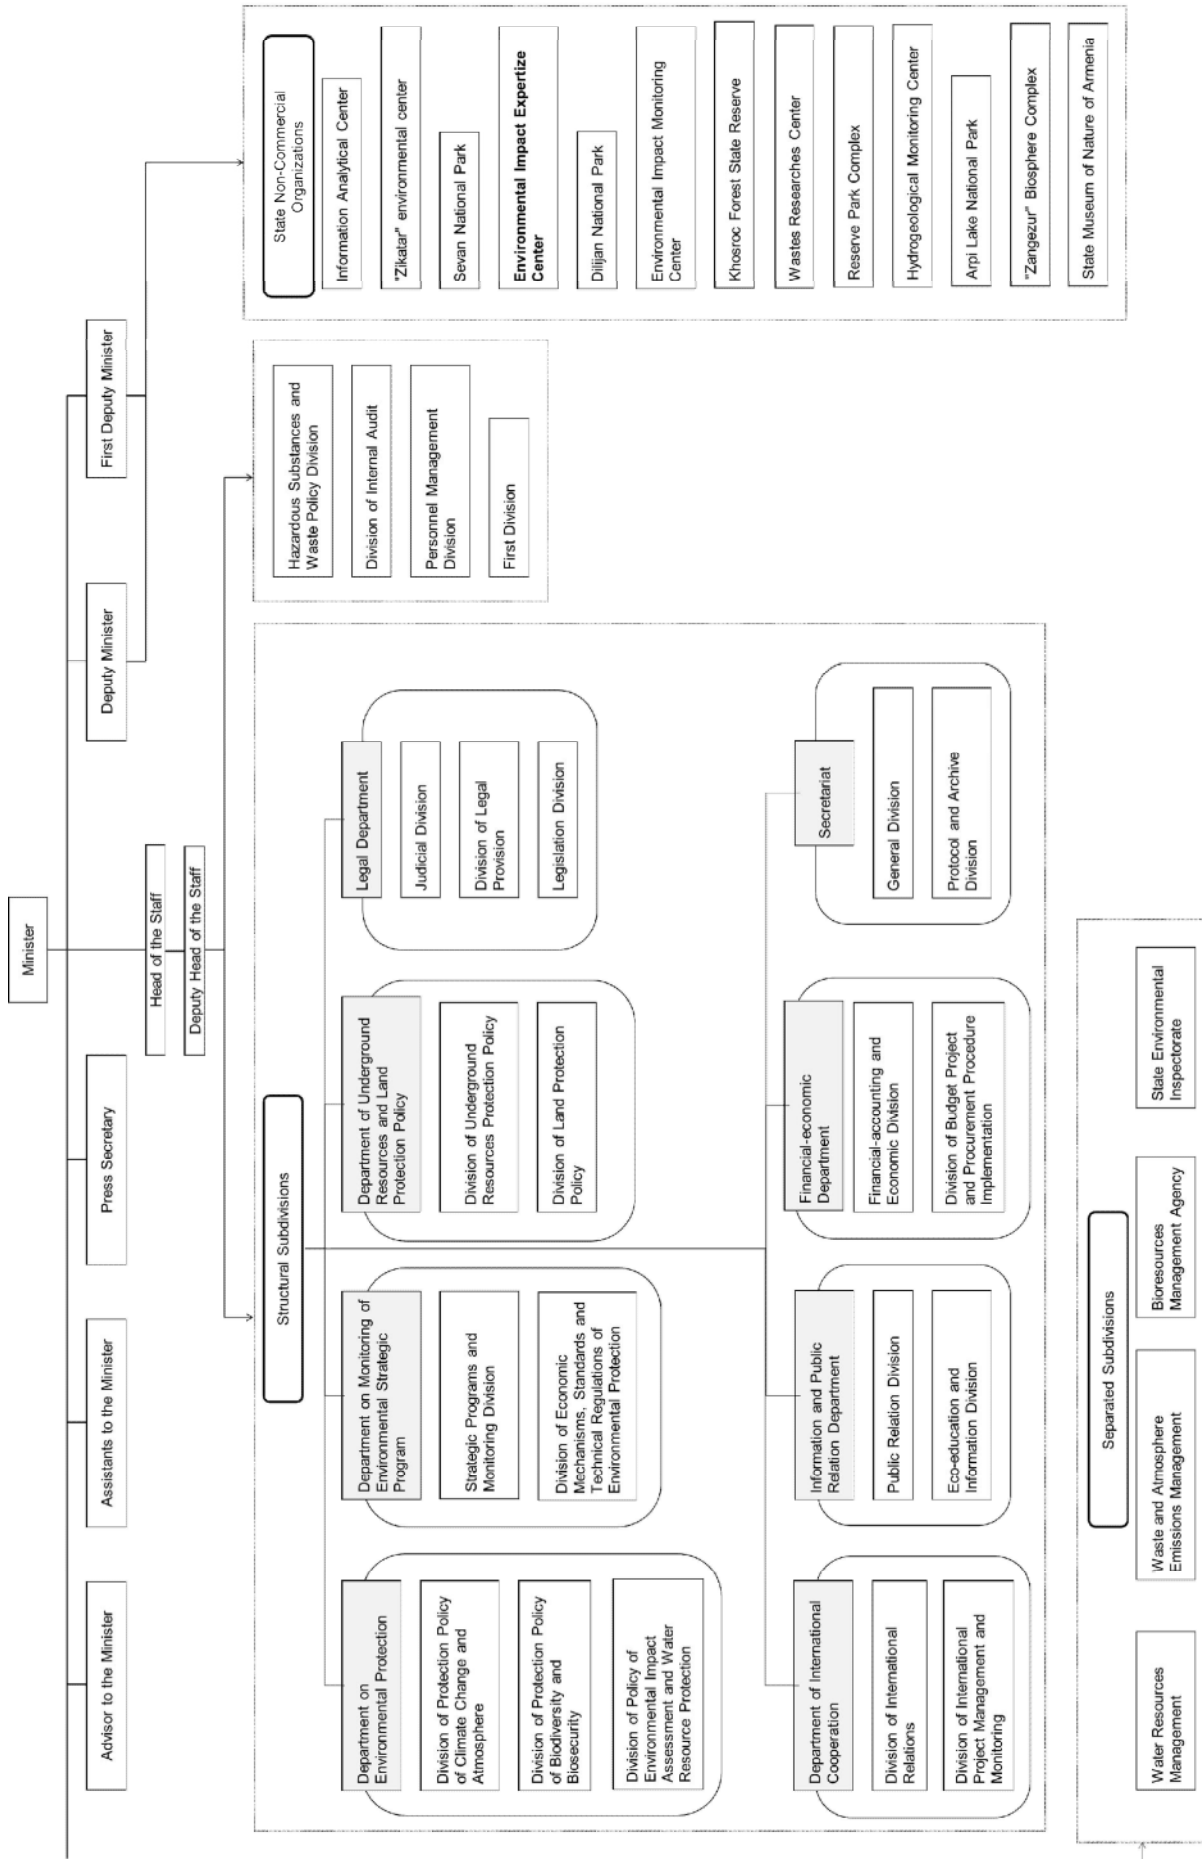 Minister
Advisor to the Minister
Assistants to the Minister
Press Secretary
Deputy Minister
First Deputy Minister
Head of the Staff
Deputy Head of the Staff
Structural Subdivisions
Department on
Environmental Protection
Division of Protection Policy
of Climate Change and
Atmosphere
Division of Protection Policy
of Biodiversity and
Biosecurity
Division of Policy of
Environmental Impact
Assessment and Water
Resource Protection
Department on Monitoring of
Environmental Strategic
Program
Strategic Programs and
Monitoring Division
Division of Economic
Mechanisms, Standards and
Technical Regulations of
Environmental Protection
Department of Underground
Resources and Land
Protection Policy
Division of Underground
Resources Protection Policy
Division of Land Protection
Policy
Legal Department
Judicial Division
Division of Legal
Provision
Legislation Division
Department of International
Cooperation
Division of International
Relations
Division of International
Project Management and
Monitoring
Information and Public
Relation Department
Public Relation Division
Eco-education and
Information Division
Financial-economic
Department
Financial-accounting and
Economic Division
Division of Budget Project
and Procurement Procedure
Implementation
Secretariat
General Division
Protocol and Archive
Division
Hazardous Substances and
Waste Policy Division
Division of Internal Audit
Personnel Management
Division
First Division
State Non-Commercial
Organizations
Information Analytical Center
"Zikatar" environmental center
Sevan National Park
Environmental Impact Expertize
Center
Dilijan National Park
Environmental Impact Monitoring
Center
Khosroc Forest State Reserve
Wastes Researches Center
Reserve Park Complex
Hydrogeological Monitoring Center
Arpi Lake National Park
"Zangezur" Biosphere Complex
State Museum of Nature of Armenia
Separated Subdivisions
Water Resources
Management
Waste and Atmosphere
Emissions Management
Bioresources
Management Agency
State Environmental
Inspectorate